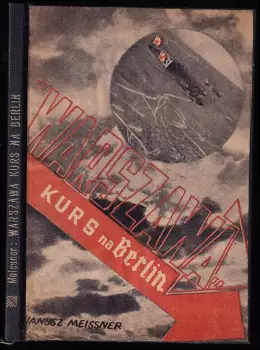 Meissner: WARSZAWA KURS NA BERLIN
"WARSZAWA"
KURS na Berlin
JANUSZ MEISSNER